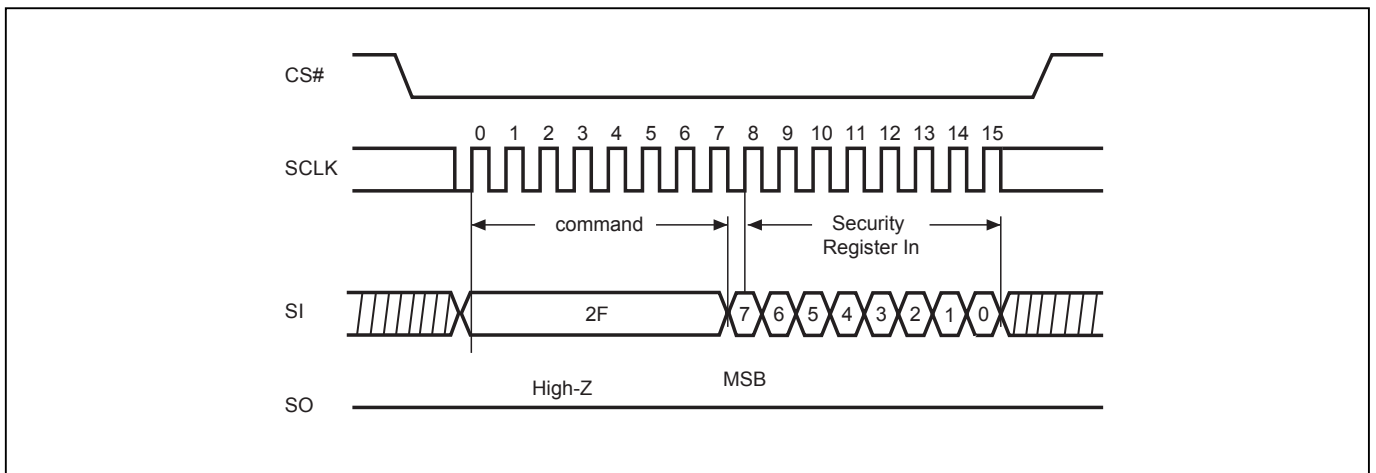 CS#
0 1 2 3 4 5 6 7 8 9 10 11 12 13 14 15
SCLK
command
Security
Register In
SI
2F
7 6 5 4 3 2 1 0
MSB
High-Z
SO